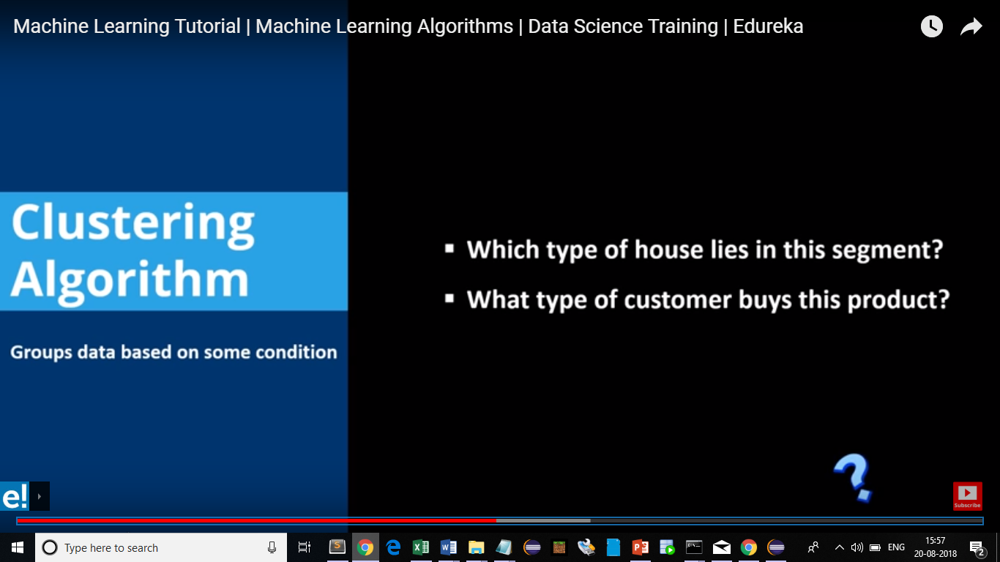 Machine Learning Tutorial | Machine Learning Algorithms | Data Science Training | Edureka
Clustering
Algorithm
Groups data based on some condition
▪ Which type of house lies in this segment?
▪ What type of customer buys this product?
?
e!
Subscribe
Type here to search
ENG
15:57
20-08-2018
2